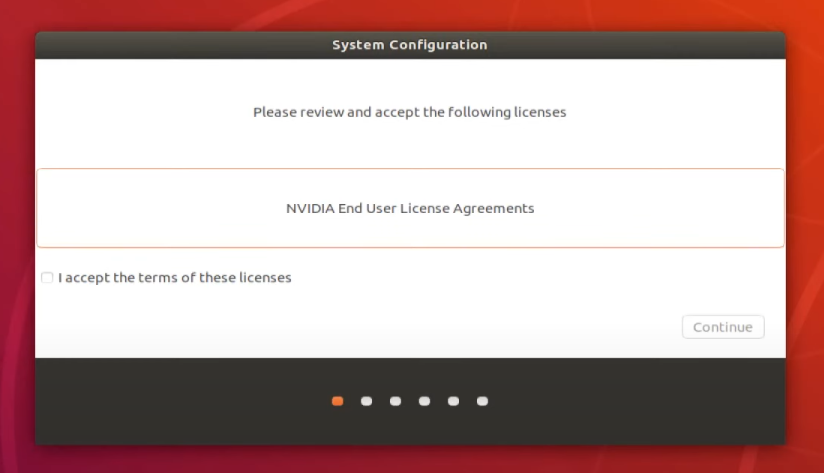 System Configuration
Please review and accept the following licenses
NVIDIA End User License Agreements
I accept the terms of these licenses
Continue